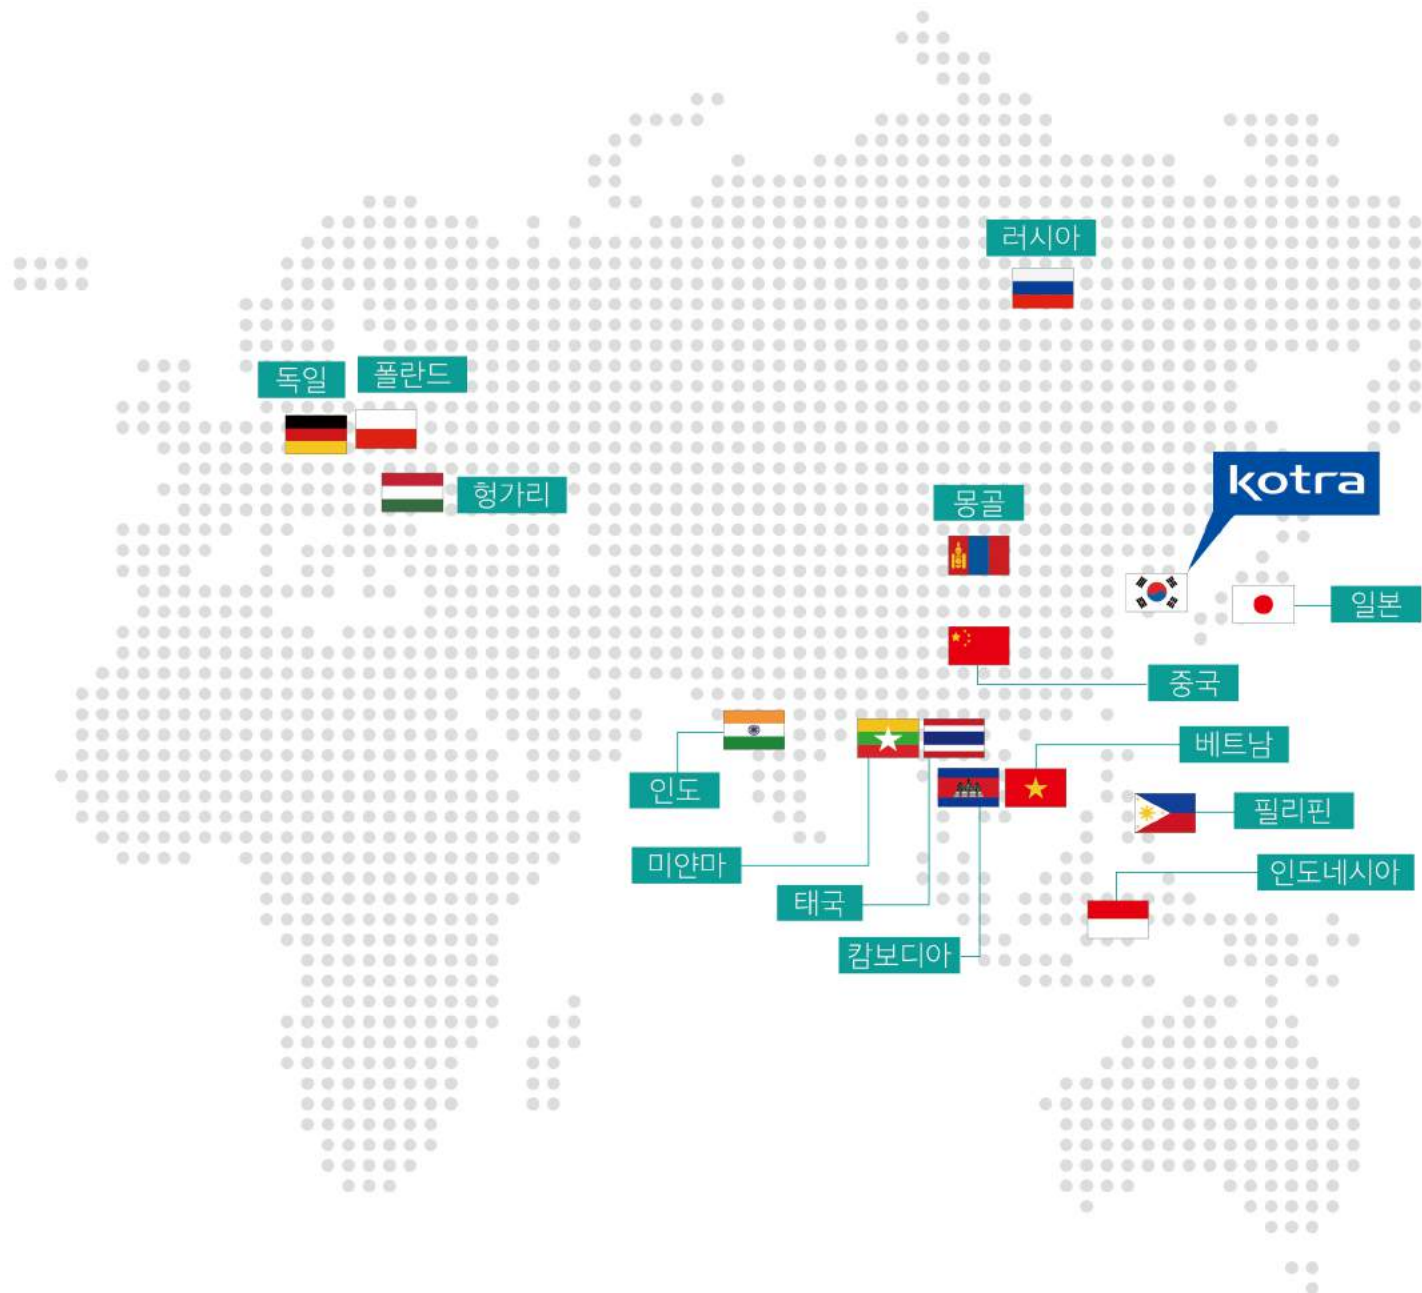 러시아
독일
폴란드
헝가리
몽골
kotra
일본
중국
베트남
인도
필리핀
미얀마
인도네시아
태국
캄보디아